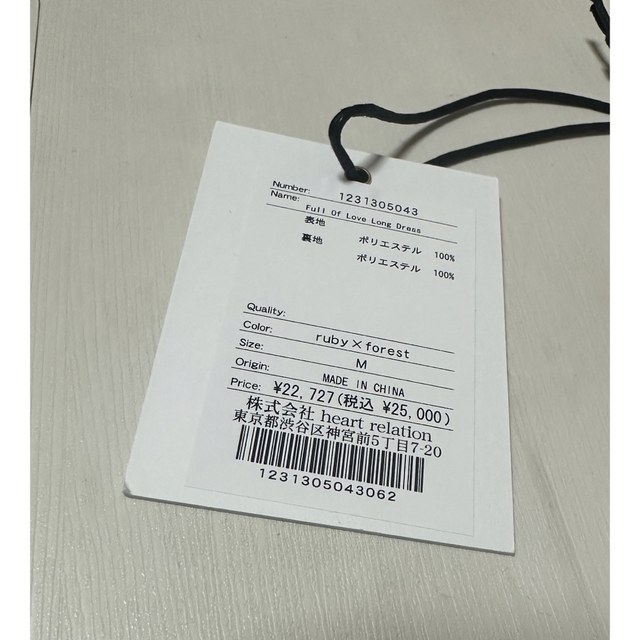 Number: 1231305043
Name: Full Of Love Long Dress
表地 ポリエステル 100%
裏地 ポリエステル 100%
Quality:
Color: ruby×forest
Size: M
Origin: MADE IN CHINA
Price: ¥22,727(税込 ¥25,000)
株式会社 heart relation
東京都渋谷区神宮前5丁目7-20
1231305043062